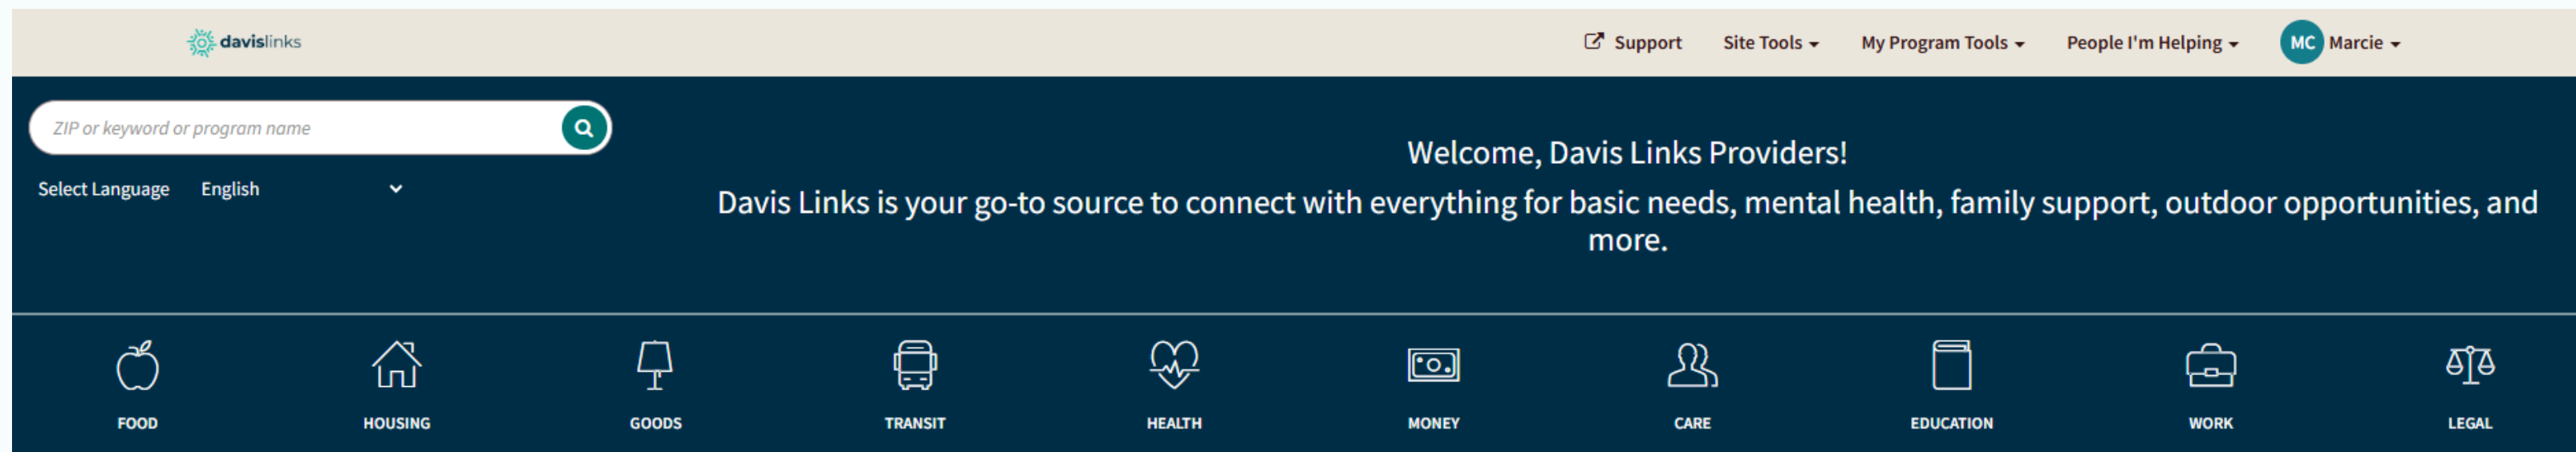 davislinks
Support Site Tools My Program Tools People I'm Helping MC Marcie
ZIP or keyword or program name
Select Language English
Welcome, Davis Links Providers!
Davis Links is your go-to source to connect with everything for basic needs, mental health, family support, outdoor opportunities, and
more.
FOOD HOUSING GOODS TRANSIT HEALTH MONEY CARE EDUCATION WORK LEGAL